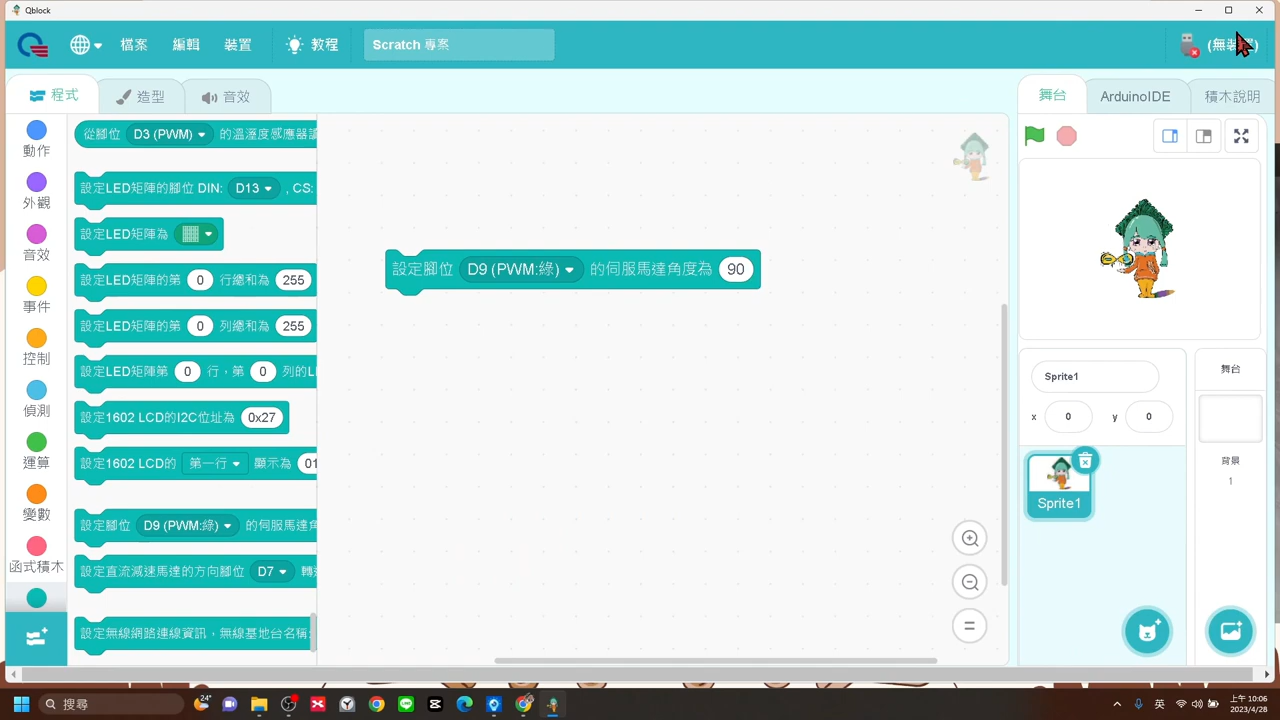 Qblock
檔案 編輯 裝置 教程 Scratch 專案
程式 造型 音效 舞台 ArduinoIDE 積木說明
動作
外觀
音效
事件
控制
偵測
運算
變數
函式積木
從腳位 D3 (PWM) 的溫溼度感應器
設定LED矩陣的腳位 DIN: D13 , CS:
設定LED矩陣為
設定LED矩陣的第 0 行總和為 255
設定LED矩陣的第 0 列總和為 255
設定LED矩陣第 0 行，第 0 列的
設定1602 LCD的I2C位址為 0x27
設定1602 LCD的 第一行 顯示為 01
設定腳位 D9 (PWM:綠) 的伺服馬達
設定直流減速馬達的方向腳位 D7
設定無線網路連線資訊，無線基地台名稱
設定腳位 D9 (PWM:綠) 的伺服馬達角度為 90
Sprite1
x 0 y 0
Sprite1
舞台
背景
1
搜尋
24°
英
上午 10:06
2023/4/28